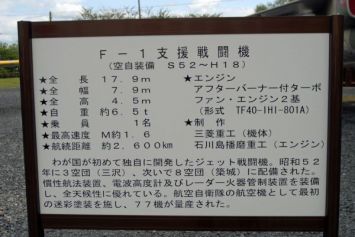 F－1支援戦闘機
（空自装備　S52～H18）
★全　　長　17.9m
★全　　幅　7.9m
★全　　高　4.5m
★自　　重　約6.5t
★乗　　員　1名
★最高速度　M1.6
★航続距離　約2,600km
★エンジン
アフターバーナー付ターボ
ファン・エンジン2基
（形式　TF40-IHI-801A）
★製　作
三菱重工（機体）
石川島播磨重工（エンジン）
わが国が初めて独自に開発したジェット戦闘機。昭和52
年に3空団（三沢）、次いで8空団（築城）に配備された。
慣性航法装置、電波高度計及びレーダー火器管制装置を装備
し、全天候性に優れている。航空自衛隊の航空機として最初
の迷彩塗装を施し、77機が量産された。